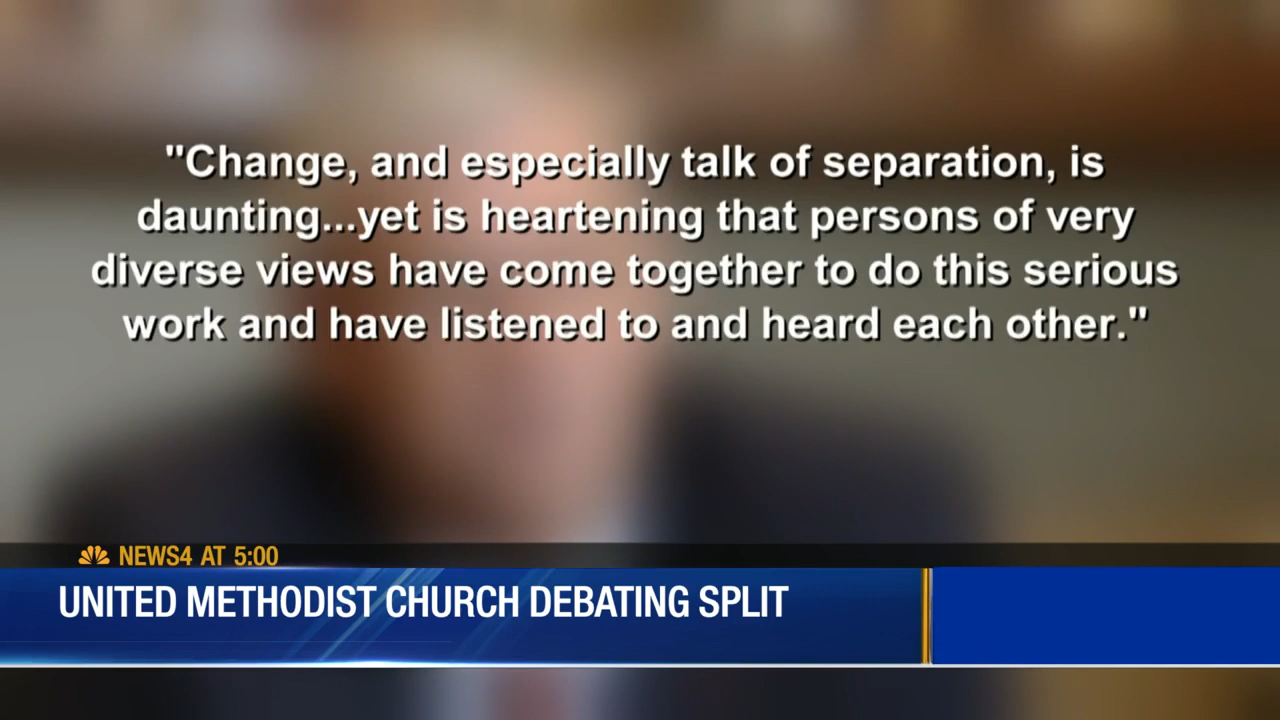 "Change, and especially talk of separation, is
daunting...yet is heartening that persons of very
diverse views have come together to do this serious
work and have listened to and heard each other."
NEWS4 AT 5:00
UNITED METHODIST CHURCH DEBATING SPLIT